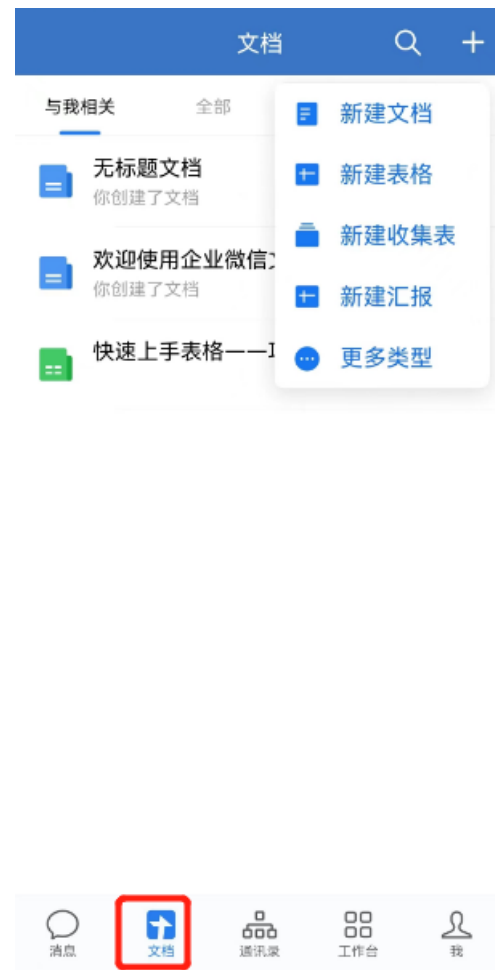 文档
与我相关
全部
新建文档
新建表格
新建收集表
新建汇报
更多类型
无标题文档
你创建了文档
欢迎使用企业微信
你创建了文档
快速上手表格——
消息
文档
通讯录
工作台
我